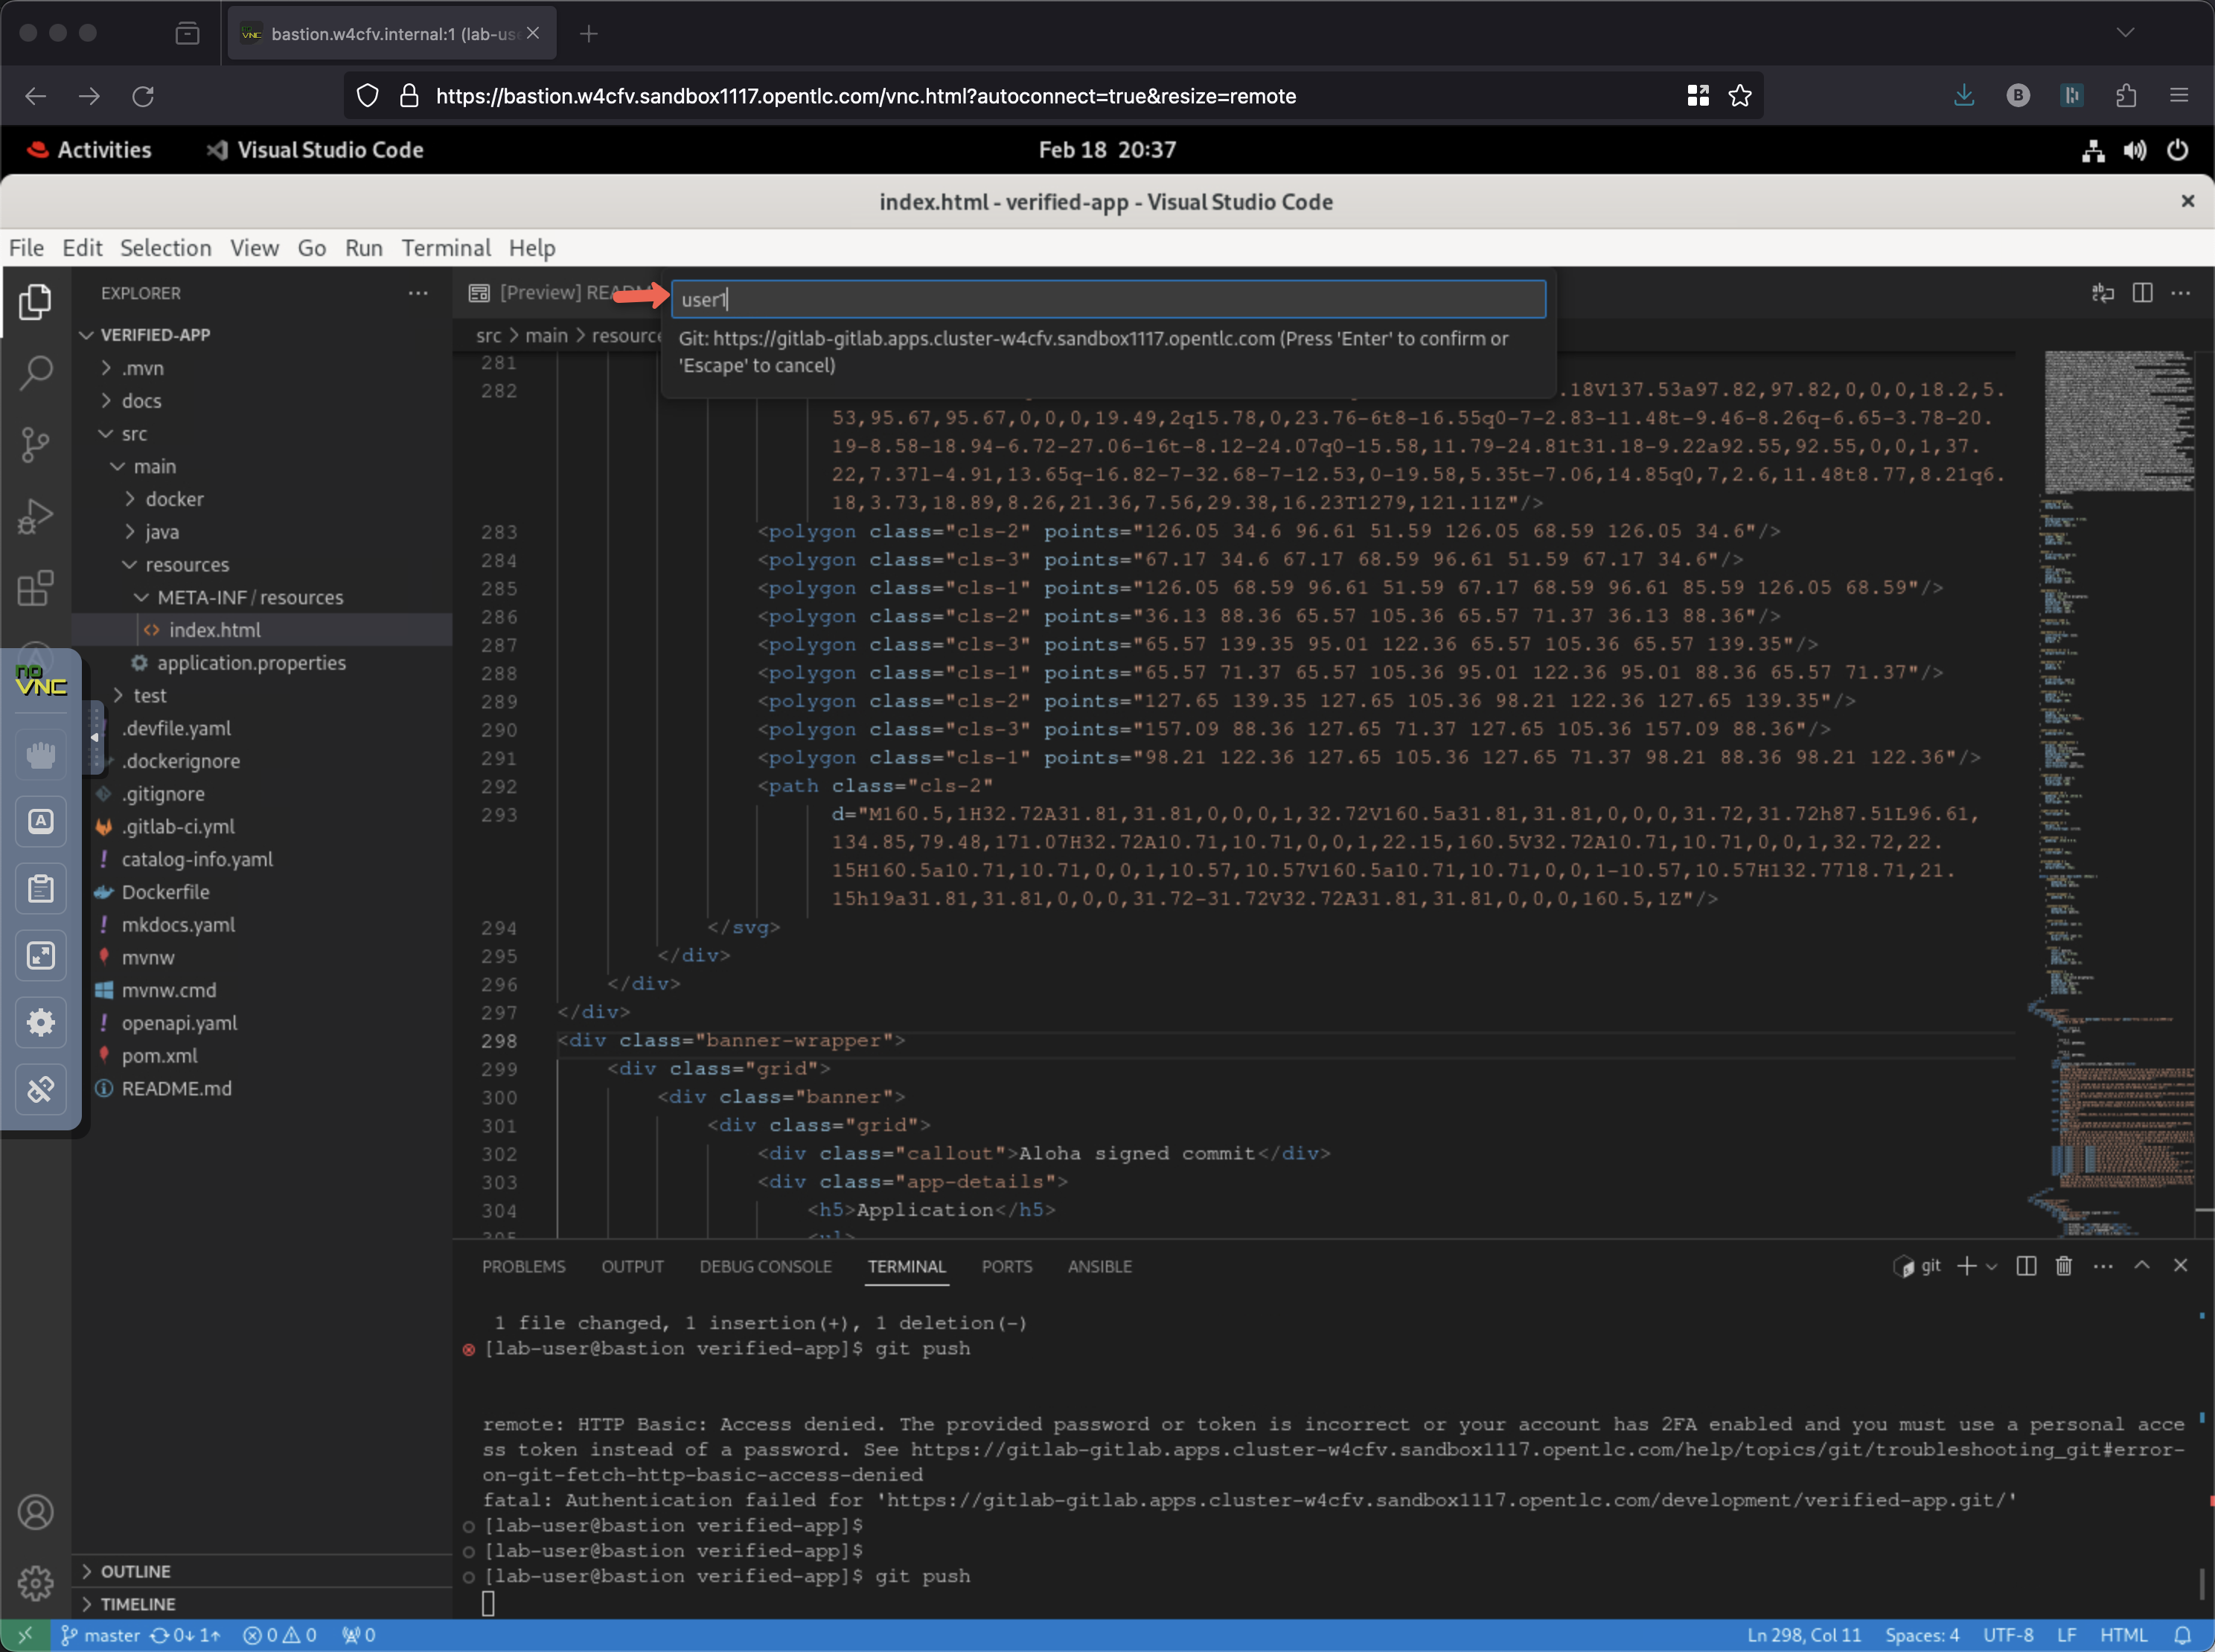 bastion.w4cfv.internal:1 (lab-us
https://bastion.w4cfv.sandbox1117.opentlc.com/vnc.html?autoconnect=true&resize=remote
B
Activities
Visual Studio Code
Feb 18 20:37
index.html - verified-app - Visual Studio Code
File Edit Selection View Go Run Terminal Help
EXPLORER
[Preview] README
user1
Git: https://gitlab-gitlab.apps.cluster-w4cfv.sandbox1117.opentlc.com (Press 'Enter' to confirm or
'Escape' to cancel)
VERIFIED-APP
.mvn
docs
src
main
docker
java
resources
META-INF / resources
index.html
application.properties
test
.devfile.yaml
.dockerignore
.gitignore
.gitlab-ci.yml
catalog-info.yaml
Dockerfile
mkdocs.yaml
mvnw
mvnw.cmd
openapi.yaml
pom.xml
README.md
OUTLINE
TIMELINE
no
VNC
A
src > main > resource
281
282 .18V137.53a97.82,97.82,0,0,0,18.2,5.
53,95.67,95.67,0,0,0,19.49,2q15.78,0,23.76-6t8-16.55q0-7-2.83-11.48t-9.46-8.26q-6.65-3.78-20.
19-8.58-18.94-6.72-27.06-16t-8.12-24.07q0-15.58,11.79-24.81t31.18-9.22a92.55,92.55,0,0,1,37.
22,7.37l-4.91,13.65q-16.82-7-32.68-7-12.53,0-19.58,5.35t-7.06,14.85q0,7,2.6,11.48t8.77,8.21q6.
18,3.73,18.89,8.26,21.36,7.56,29.38,16.23T1279,121.11Z"/>
283 <polygon class="cls-2" points="126.05 34.6 96.61 51.59 126.05 68.59 126.05 34.6"/>
284 <polygon class="cls-3" points="67.17 34.6 67.17 68.59 96.61 51.59 67.17 34.6"/>
285 <polygon class="cls-1" points="126.05 68.59 96.61 51.59 67.17 68.59 96.61 85.59 126.05 68.59"/>
286 <polygon class="cls-2" points="36.13 88.36 65.57 105.36 65.57 71.37 36.13 88.36"/>
287 <polygon class="cls-3" points="65.57 139.35 95.01 122.36 65.57 105.36 65.57 139.35"/>
288 <polygon class="cls-1" points="65.57 71.37 65.57 105.36 95.01 122.36 95.01 88.36 65.57 71.37"/>
289 <polygon class="cls-2" points="127.65 139.35 127.65 105.36 98.21 122.36 127.65 139.35"/>
290 <polygon class="cls-3" points="157.09 88.36 127.65 71.37 127.65 105.36 157.09 88.36"/>
291 <polygon class="cls-1" points="98.21 122.36 127.65 105.36 127.65 71.37 98.21 88.36 98.21 122.36"/>
292 <path class="cls-2"
293 d="M160.5,1H32.72A31.81,31.81,0,0,0,1,32.72V160.5a31.81,31.81,0,0,0,31.72,31.72h87.51L96.61,
134.85,79.48,171.07H32.72A10.71,10.71,0,0,1,22.15,160.5V32.72A10.71,10.71,0,0,1,32.72,22.
15H160.5a10.71,10.71,0,0,1,10.57,10.57V160.5a10.71,10.71,0,0,1-10.57,10.57H132.77l8.71,21.
15h19a31.81,31.81,0,0,0,31.72-31.72V32.72A31.81,31.81,0,0,0,160.5,1Z"/>
294 </svg>
295 </div>
296 </div>
297 </div>
298 <div class="banner-wrapper">
299 <div class="grid">
300 <div class="banner">
301 <div class="grid">
302 <div class="callout">Aloha signed commit</div>
303 <div class="app-details">
304 <h5>Application</h5>
305 <ul>
PROBLEMS OUTPUT DEBUG CONSOLE TERMINAL PORTS ANSIBLE
git
1 file changed, 1 insertion(+), 1 deletion(-)
[lab-user@bastion verified-app]$ git push
remote: HTTP Basic: Access denied. The provided password or token is incorrect or your account has 2FA enabled and you must use a personal acce
ss token instead of a password. See https://gitlab-gitlab.apps.cluster-w4cfv.sandbox1117.opentlc.com/help/topics/git/troubleshooting_git#error-
on-git-fetch-http-basic-access-denied
fatal: Authentication failed for 'https://gitlab-gitlab.apps.cluster-w4cfv.sandbox1117.opentlc.com/development/verified-app.git/'
[lab-user@bastion verified-app]$
[lab-user@bastion verified-app]$
[lab-user@bastion verified-app]$ git push
master 0↓ 1↑ 0 0 0
Ln 298, Col 11 Spaces: 4 UTF-8 LF HTML